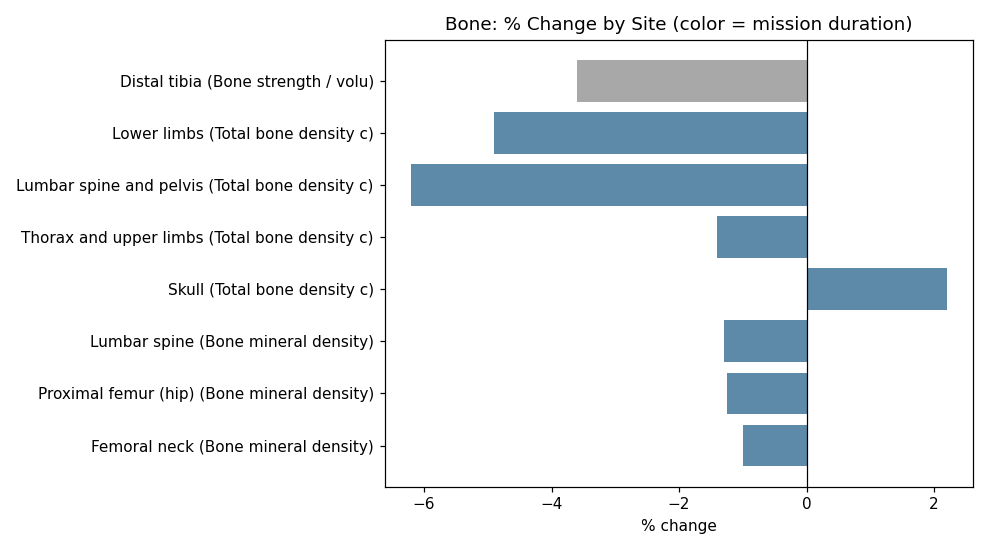 Bone: % Change by Site (color = mission duration)
Distal tibia (Bone strength / volu)
Lower limbs (Total bone density c)
Lumbar spine and pelvis (Total bone density c)
Thorax and upper limbs (Total bone density c)
Skull (Total bone density c)
Lumbar spine (Bone mineral density)
Proximal femur (hip) (Bone mineral density)
Femoral neck (Bone mineral density)
−6 −4 −2 0 2
% change